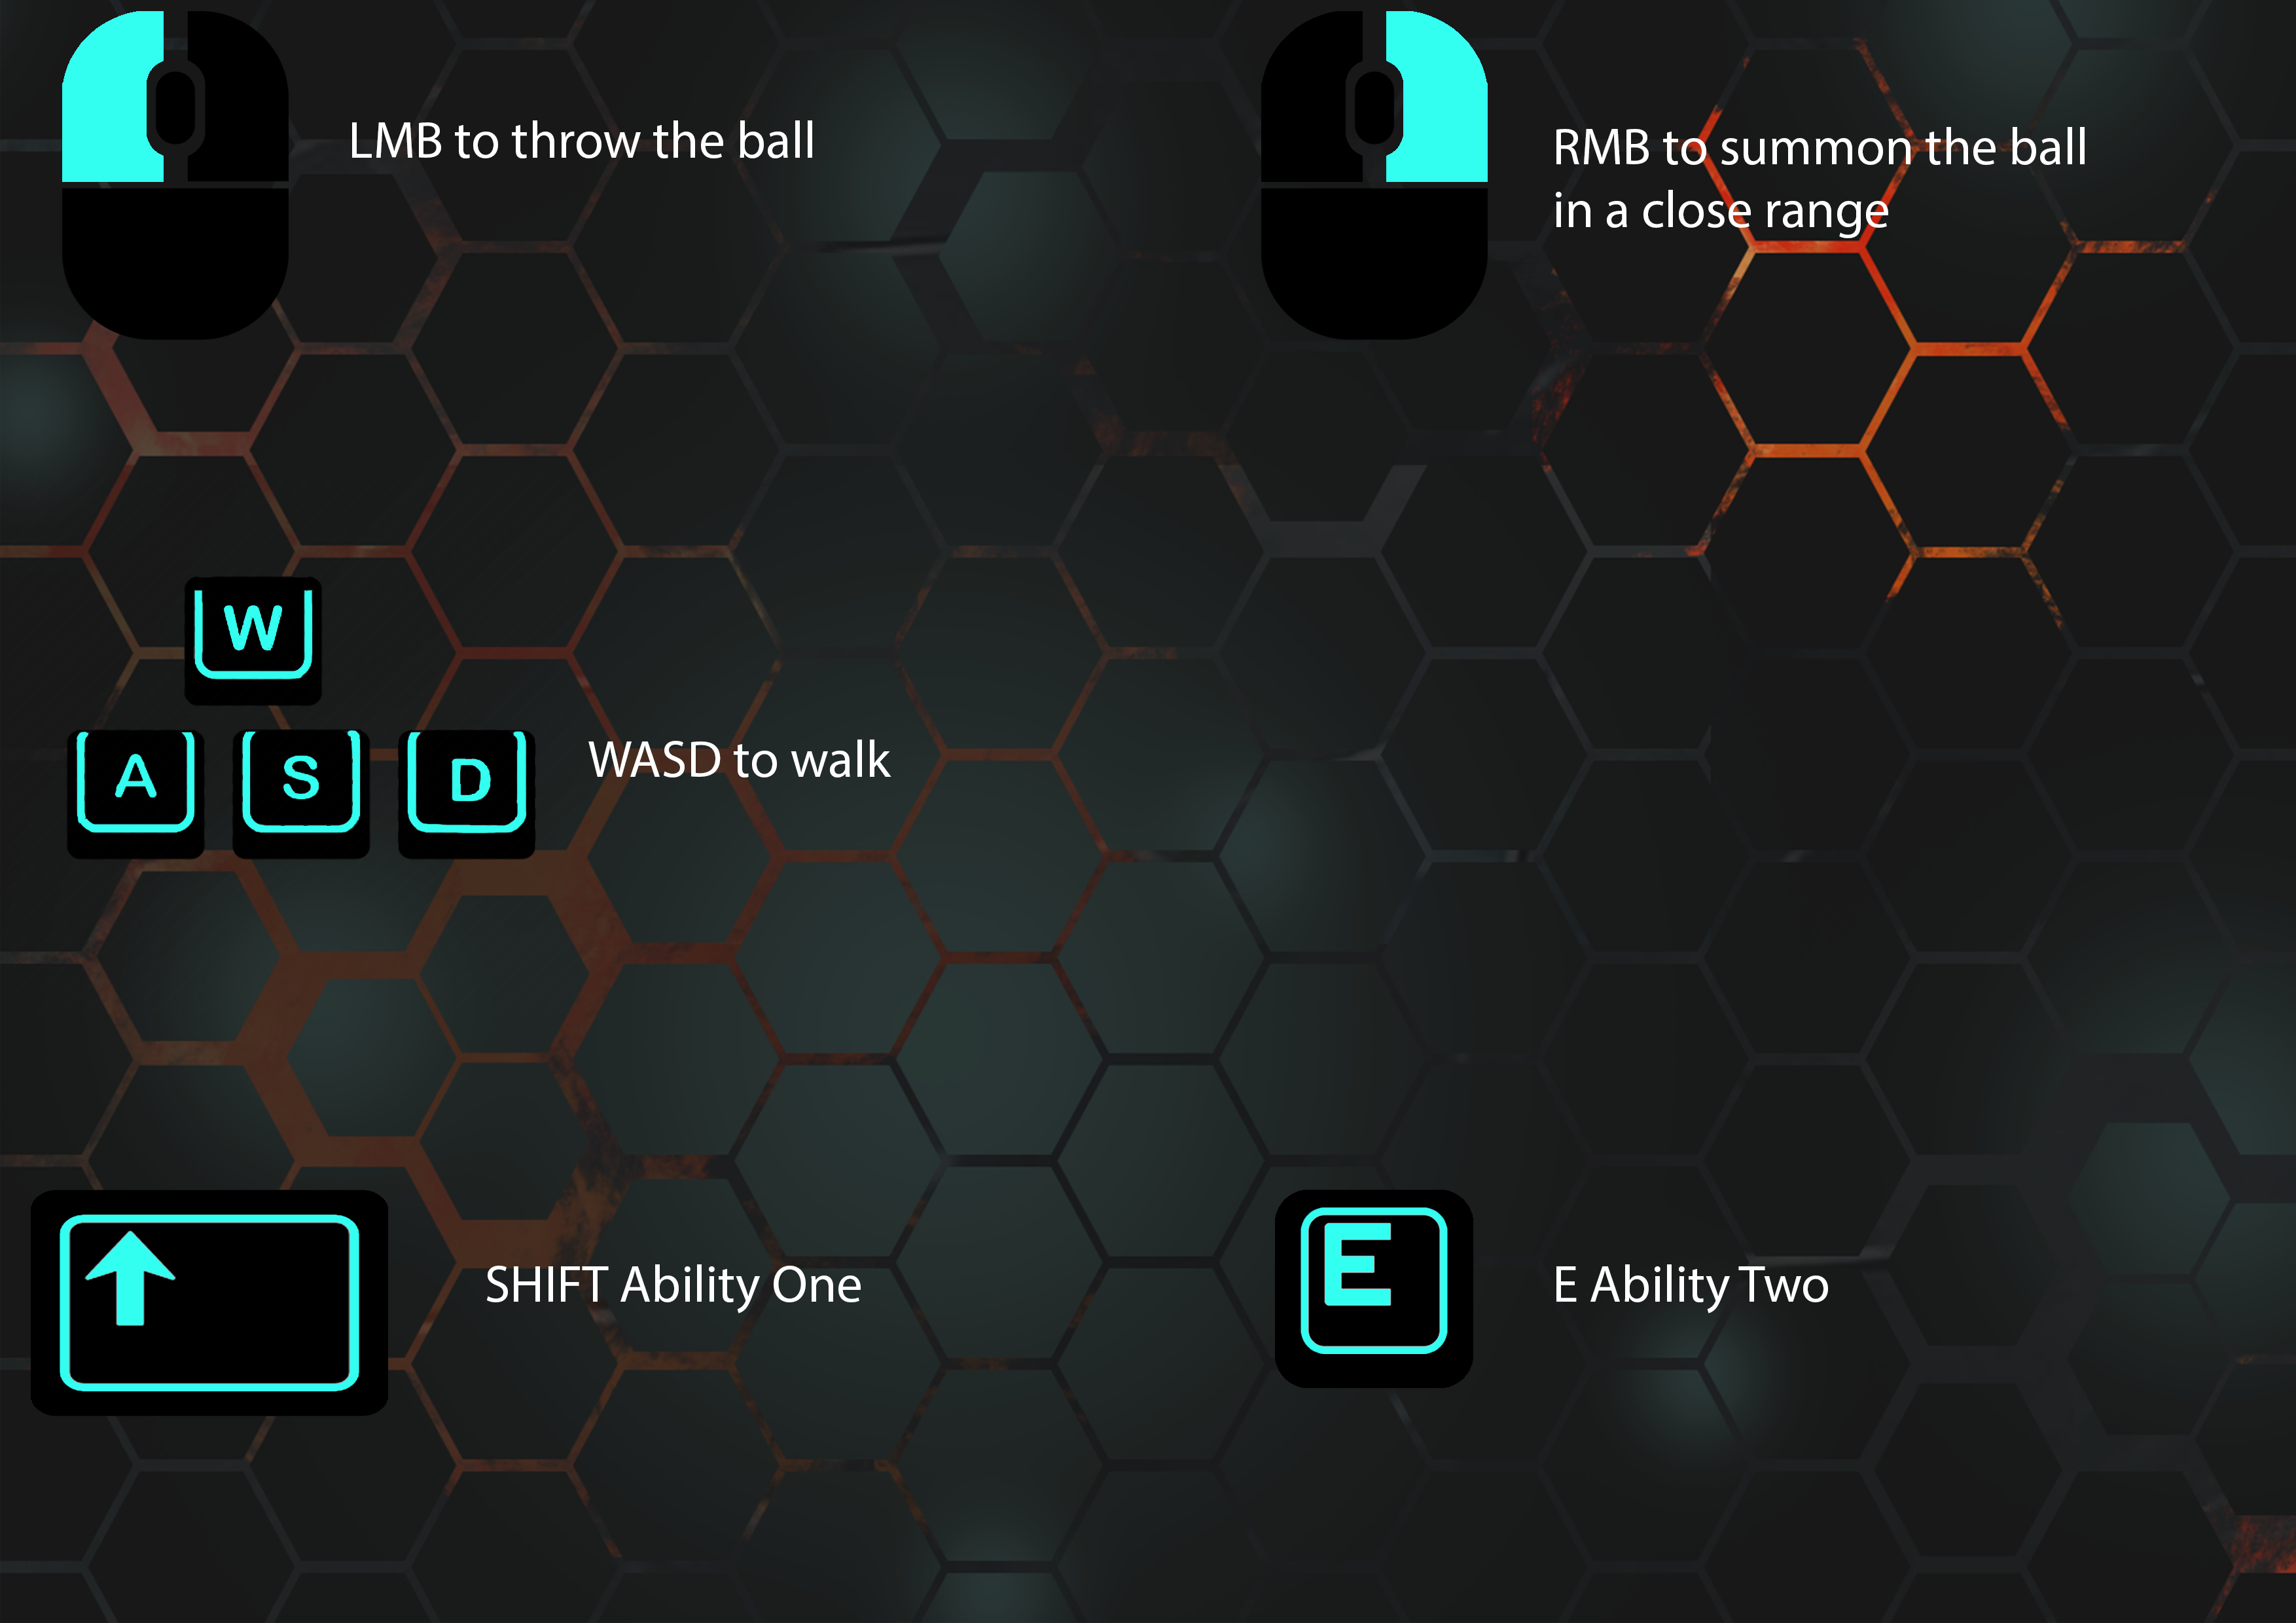 LMB to throw the ball
RMB to summon the ball
in a close range
W
A S D
WASD to walk
SHIFT Ability One
E
E Ability Two